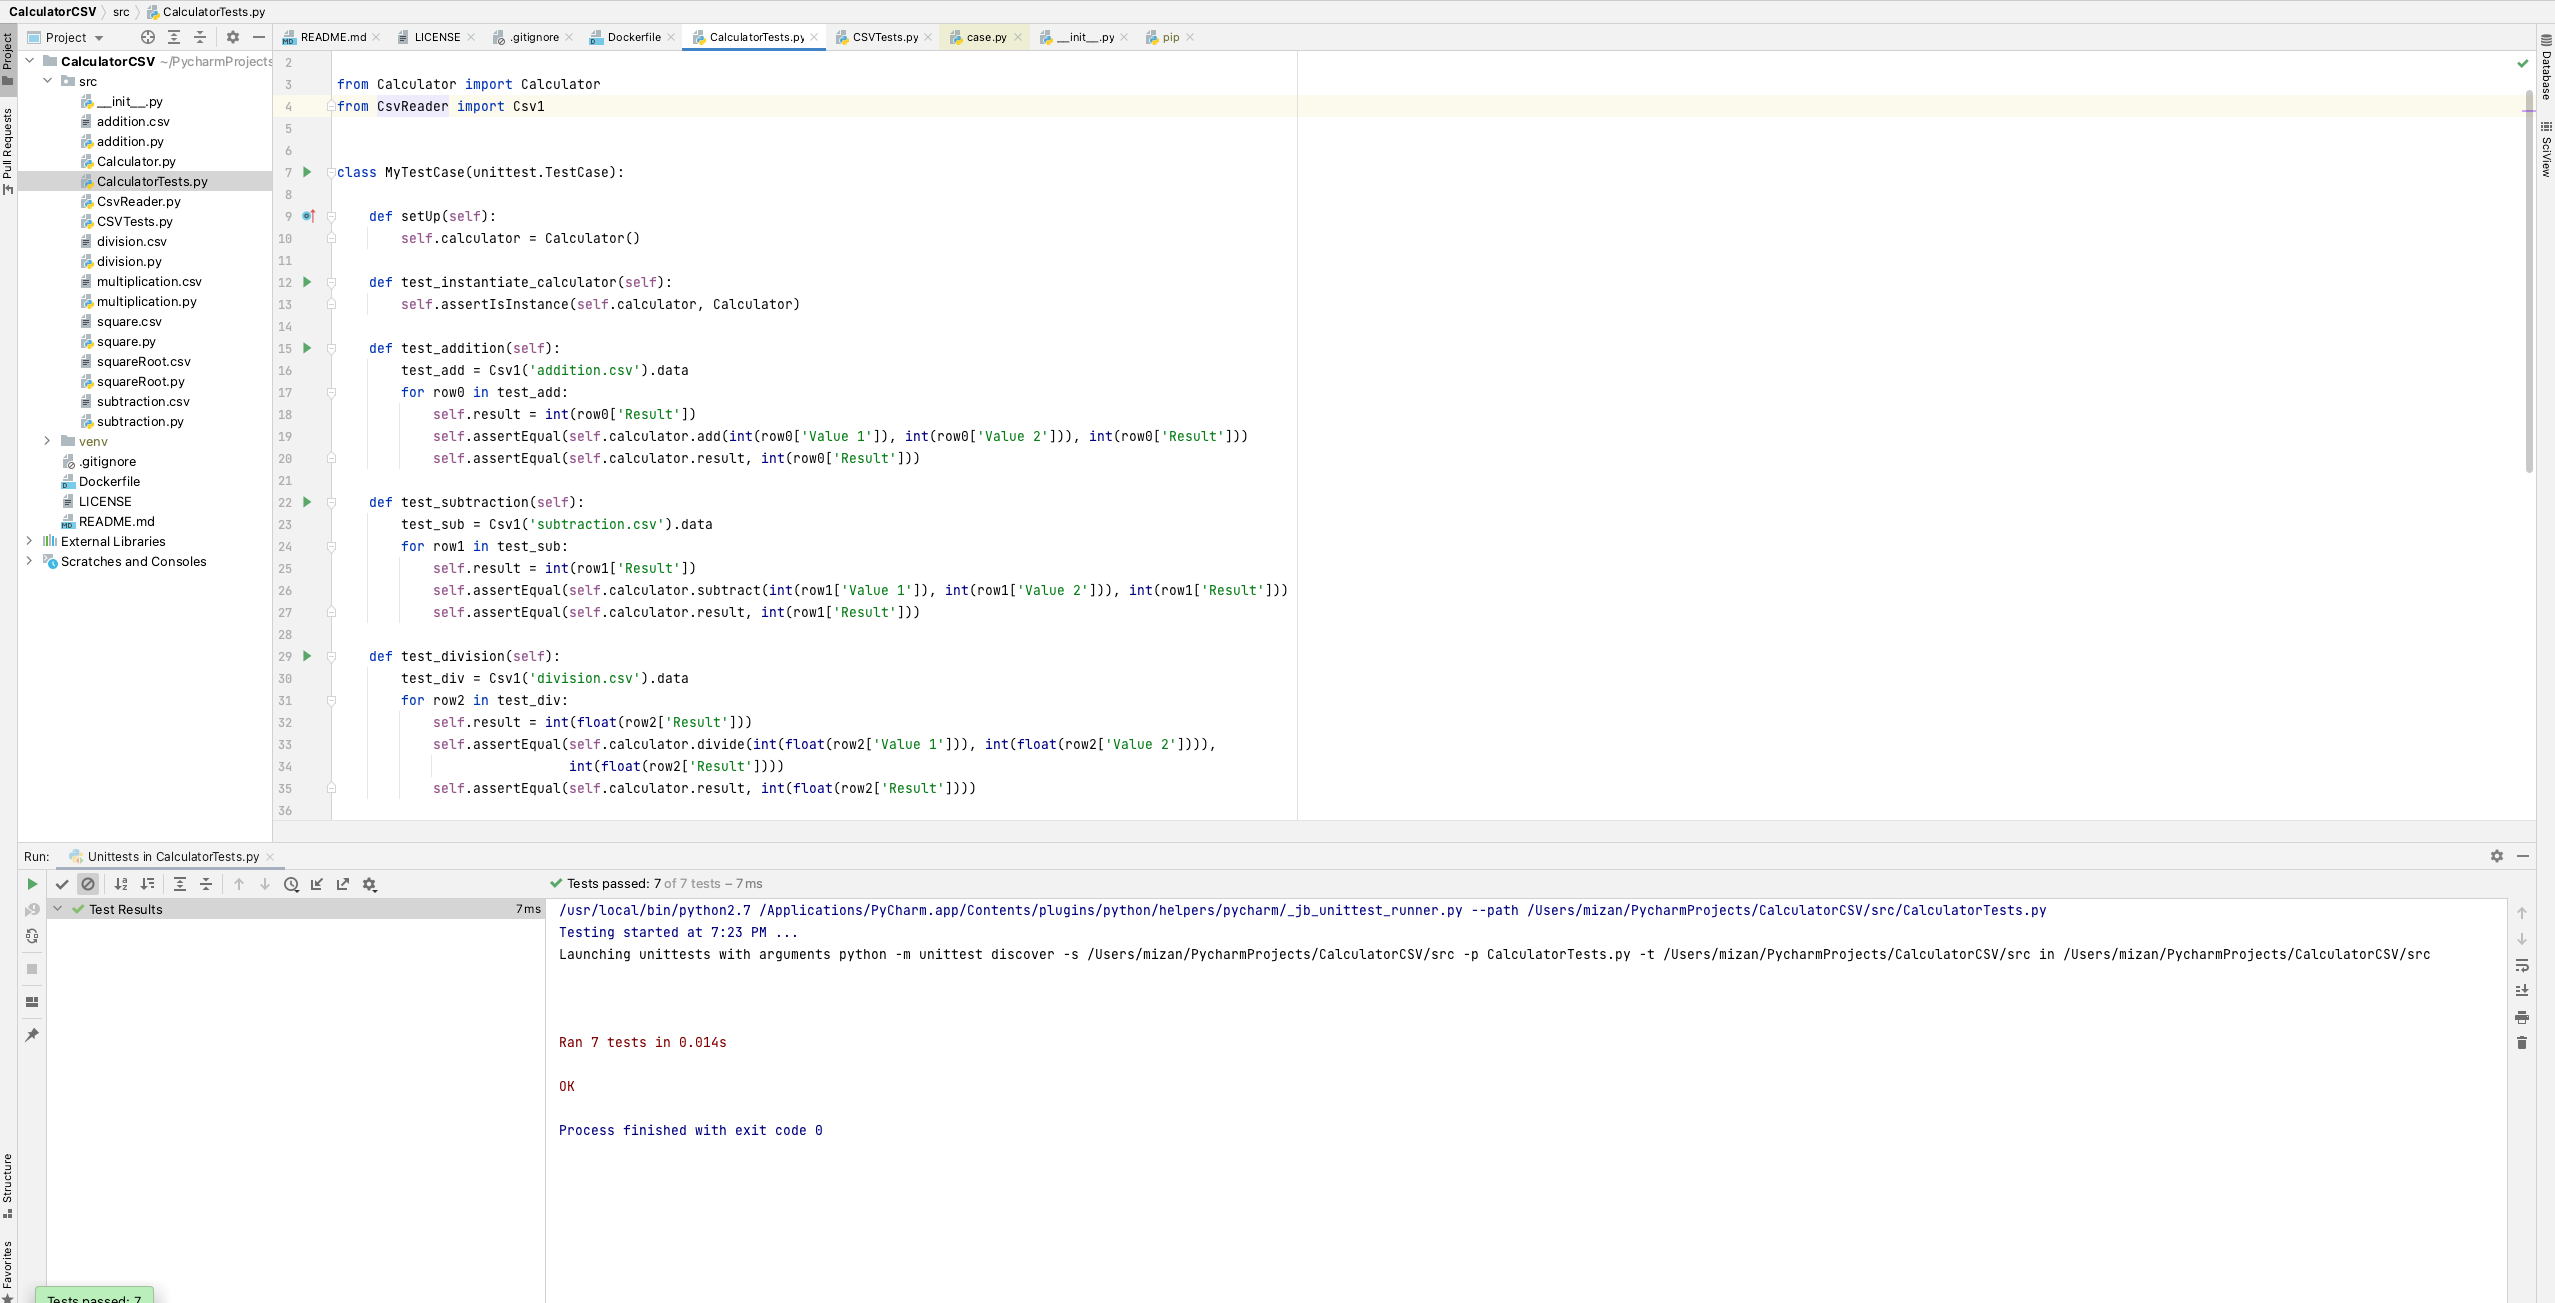 CalculatorCSV  src  CalculatorTests.py
Project
README.md  LICENSE  .gitignore  Dockerfile  CalculatorTests.py  CSVTests.py  case.py  __init__.py  pip
Project
Pull Requests
Structure
Favorites
CalculatorCSV ~/PycharmProjects
src
__init__.py
addition.csv
addition.py
Calculator.py
CalculatorTests.py
CsvReader.py
CSVTests.py
division.csv
division.py
multiplication.csv
multiplication.py
square.csv
square.py
squareRoot.csv
squareRoot.py
subtraction.csv
subtraction.py
venv
.gitignore
Dockerfile
LICENSE
README.md
External Libraries
Scratches and Consoles
2
3 from Calculator import Calculator
4 from CsvReader import Csv1
5
6
7 class MyTestCase(unittest.TestCase):
8
9 def setUp(self):
10 self.calculator = Calculator()
11
12 def test_instantiate_calculator(self):
13 self.assertIsInstance(self.calculator, Calculator)
14
15 def test_addition(self):
16 test_add = Csv1('addition.csv').data
17 for row0 in test_add:
18 self.result = int(row0['Result'])
19 self.assertEqual(self.calculator.add(int(row0['Value 1']), int(row0['Value 2'])), int(row0['Result']))
20 self.assertEqual(self.calculator.result, int(row0['Result']))
21
22 def test_subtraction(self):
23 test_sub = Csv1('subtraction.csv').data
24 for row1 in test_sub:
25 self.result = int(row1['Result'])
26 self.assertEqual(self.calculator.subtract(int(row1['Value 1']), int(row1['Value 2'])), int(row1['Result']))
27 self.assertEqual(self.calculator.result, int(row1['Result']))
28
29 def test_division(self):
30 test_div = Csv1('division.csv').data
31 for row2 in test_div:
32 self.result = int(float(row2['Result']))
33 self.assertEqual(self.calculator.divide(int(float(row2['Value 1'])), int(float(row2['Value 2']))),
34 int(float(row2['Result'])))
35 self.assertEqual(self.calculator.result, int(float(row2['Result'])))
36
Database
SciView
Run: Unittests in CalculatorTests.py
Tests passed: 7 of 7 tests – 7 ms
Test Results 7 ms
/usr/local/bin/python2.7 /Applications/PyCharm.app/Contents/plugins/python/helpers/pycharm/_jb_unittest_runner.py --path /Users/mizan/PycharmProjects/CalculatorCSV/src/CalculatorTests.py
Testing started at 7:23 PM ...
Launching unittests with arguments python -m unittest discover -s /Users/mizan/PycharmProjects/CalculatorCSV/src -p CalculatorTests.py -t /Users/mizan/PycharmProjects/CalculatorCSV/src in /Users/mizan/PycharmProjects/CalculatorCSV/src
Ran 7 tests in 0.014s
OK
Process finished with exit code 0
Tests passed: 7